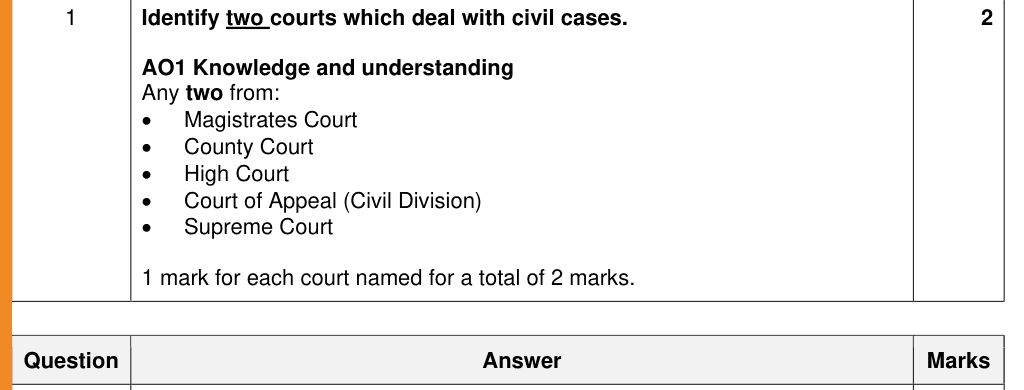 1 Identify two courts which deal with civil cases. 2
AO1 Knowledge and understanding
Any two from:
• Magistrates Court
• County Court
• High Court
• Court of Appeal (Civil Division)
• Supreme Court
1 mark for each court named for a total of 2 marks.
Question Answer Marks